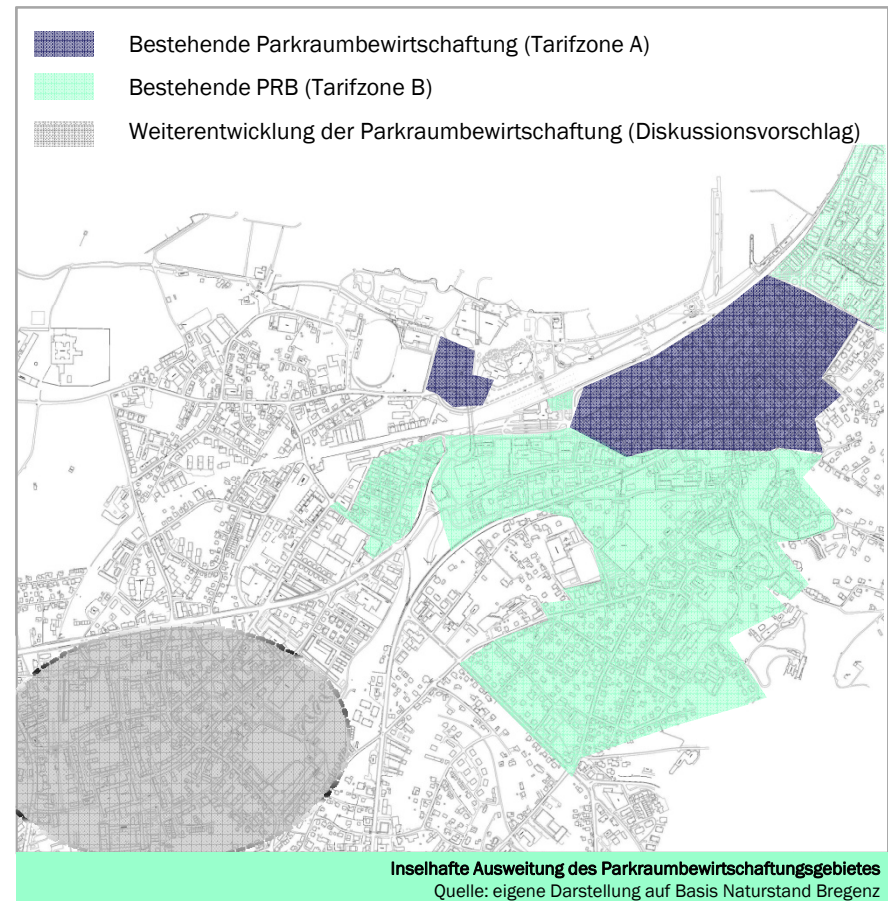 Bestehende Parkraumbewirtschaftung (Tarifzone A)
Bestehende PRB (Tarifzone B)
Weiterentwicklung der Parkraumbewirtschaftung (Diskussionsvorschlag)
Inselhafte Ausweitung des Parkraumbewirtschaftungsgebietes
Quelle: eigene Darstellung auf Basis Naturstand Bregenz